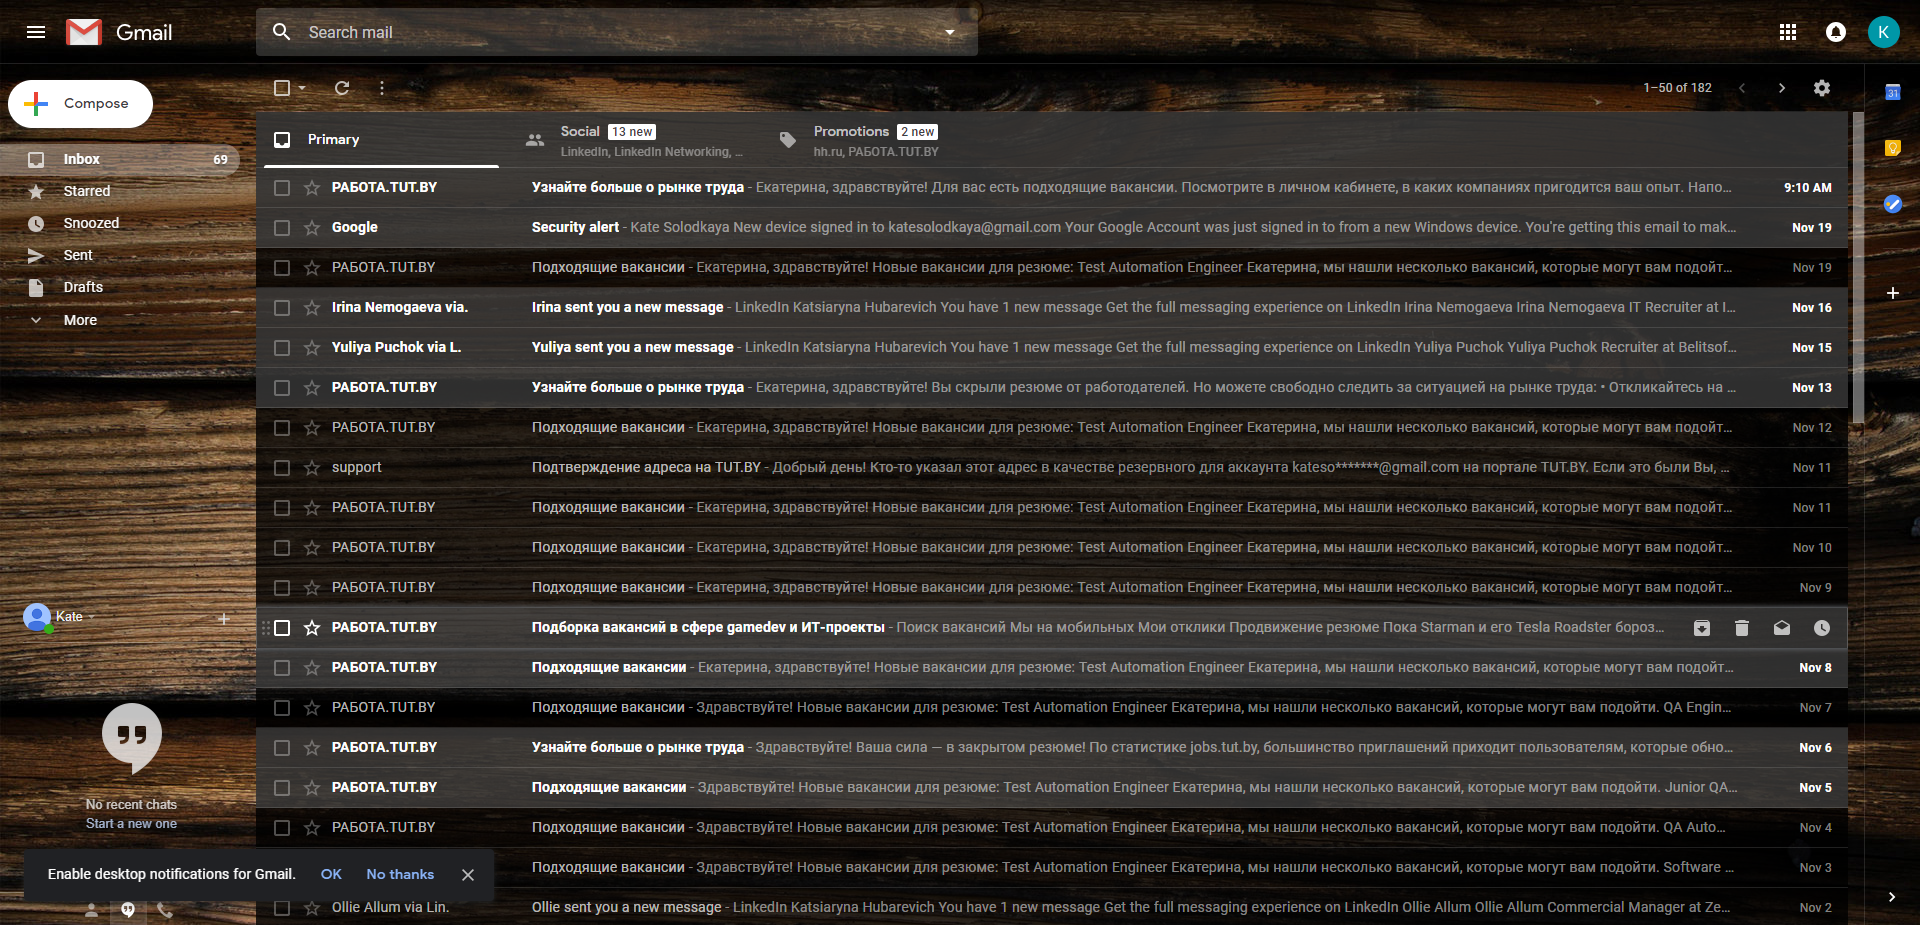 Gmail
Search mail
K
Compose
1–50 of 182
31
Primary
Social 13 new
LinkedIn, LinkedIn Networking, …
Promotions 2 new
hh.ru, РАБОТА.TUT.BY
Inbox 69
Starred
Snoozed
Sent
Drafts
More
РАБОТА.TUT.BY Узнайте больше о рынке труда - Екатерина, здравствуйте! Для вас есть подходящие вакансии. Посмотрите в личном кабинете, в каких компаниях пригодится ваш опыт. Напо… 9:10 AM
Google Security alert - Kate Solodkaya New device signed in to katesolodkaya@gmail.com Your Google Account was just signed in to from a new Windows device. You're getting this email to mak… Nov 19
РАБОТА.TUT.BY Подходящие вакансии - Екатерина, здравствуйте! Новые вакансии для резюме: Test Automation Engineer Екатерина, мы нашли несколько вакансий, которые могут вам подойт… Nov 19
Irina Nemogaeva via. Irina sent you a new message - LinkedIn Katsiaryna Hubarevich You have 1 new message Get the full messaging experience on LinkedIn Irina Nemogaeva Irina Nemogaeva IT Recruiter at I… Nov 16
Yuliya Puchok via L. Yuliya sent you a new message - LinkedIn Katsiaryna Hubarevich You have 1 new message Get the full messaging experience on LinkedIn Yuliya Puchok Yuliya Puchok Recruiter at Belitsof… Nov 15
РАБОТА.TUT.BY Узнайте больше о рынке труда - Екатерина, здравствуйте! Вы скрыли резюме от работодателей. Но можете свободно следить за ситуацией на рынке труда: • Откликайтесь на … Nov 13
РАБОТА.TUT.BY Подходящие вакансии - Екатерина, здравствуйте! Новые вакансии для резюме: Test Automation Engineer Екатерина, мы нашли несколько вакансий, которые могут вам подойт… Nov 12
support Подтверждение адреса на TUT.BY - Добрый день! Кто-то указал этот адрес в качестве резервного для аккаунта kateso*******@gmail.com на портале TUT.BY. Если это были Вы, … Nov 11
РАБОТА.TUT.BY Подходящие вакансии - Екатерина, здравствуйте! Новые вакансии для резюме: Test Automation Engineer Екатерина, мы нашли несколько вакансий, которые могут вам подойт… Nov 11
РАБОТА.TUT.BY Подходящие вакансии - Екатерина, здравствуйте! Новые вакансии для резюме: Test Automation Engineer Екатерина, мы нашли несколько вакансий, которые могут вам подойт… Nov 10
РАБОТА.TUT.BY Подходящие вакансии - Екатерина, здравствуйте! Новые вакансии для резюме: Test Automation Engineer Екатерина, мы нашли несколько вакансий, которые могут вам подойт… Nov 9
РАБОТА.TUT.BY Подборка вакансий в сфере gamedev и ИТ-проекты - Поиск вакансий Мы на мобильных Мои отклики Продвижение резюме Пока Starman и его Tesla Roadster бороз…
РАБОТА.TUT.BY Подходящие вакансии - Екатерина, здравствуйте! Новые вакансии для резюме: Test Automation Engineer Екатерина, мы нашли несколько вакансий, которые могут вам подойт… Nov 8
РАБОТА.TUT.BY Подходящие вакансии - Здравствуйте! Новые вакансии для резюме: Test Automation Engineer Екатерина, мы нашли несколько вакансий, которые могут вам подойти. QA Engin… Nov 7
РАБОТА.TUT.BY Узнайте больше о рынке труда - Здравствуйте! Ваша сила — в закрытом резюме! По статистике jobs.tut.by, большинство приглашений приходит пользователям, которые обно… Nov 6
РАБОТА.TUT.BY Подходящие вакансии - Здравствуйте! Новые вакансии для резюме: Test Automation Engineer Екатерина, мы нашли несколько вакансий, которые могут вам подойти. Junior QA… Nov 5
РАБОТА.TUT.BY Подходящие вакансии - Здравствуйте! Новые вакансии для резюме: Test Automation Engineer Екатерина, мы нашли несколько вакансий, которые могут вам подойти. QA Auto… Nov 4
Подходящие вакансии - Здравствуйте! Новые вакансии для резюме: Test Automation Engineer Екатерина, мы нашли несколько вакансий, которые могут вам подойти. Software … Nov 3
Ollie Allum via Lin. Ollie sent you a new message - LinkedIn Katsiaryna Hubarevich You have 1 new message Get the full messaging experience on LinkedIn Ollie Allum Ollie Allum Commercial Manager at Ze… Nov 2
Kate
No recent chats
Start a new one
Enable desktop notifications for Gmail. OK No thanks